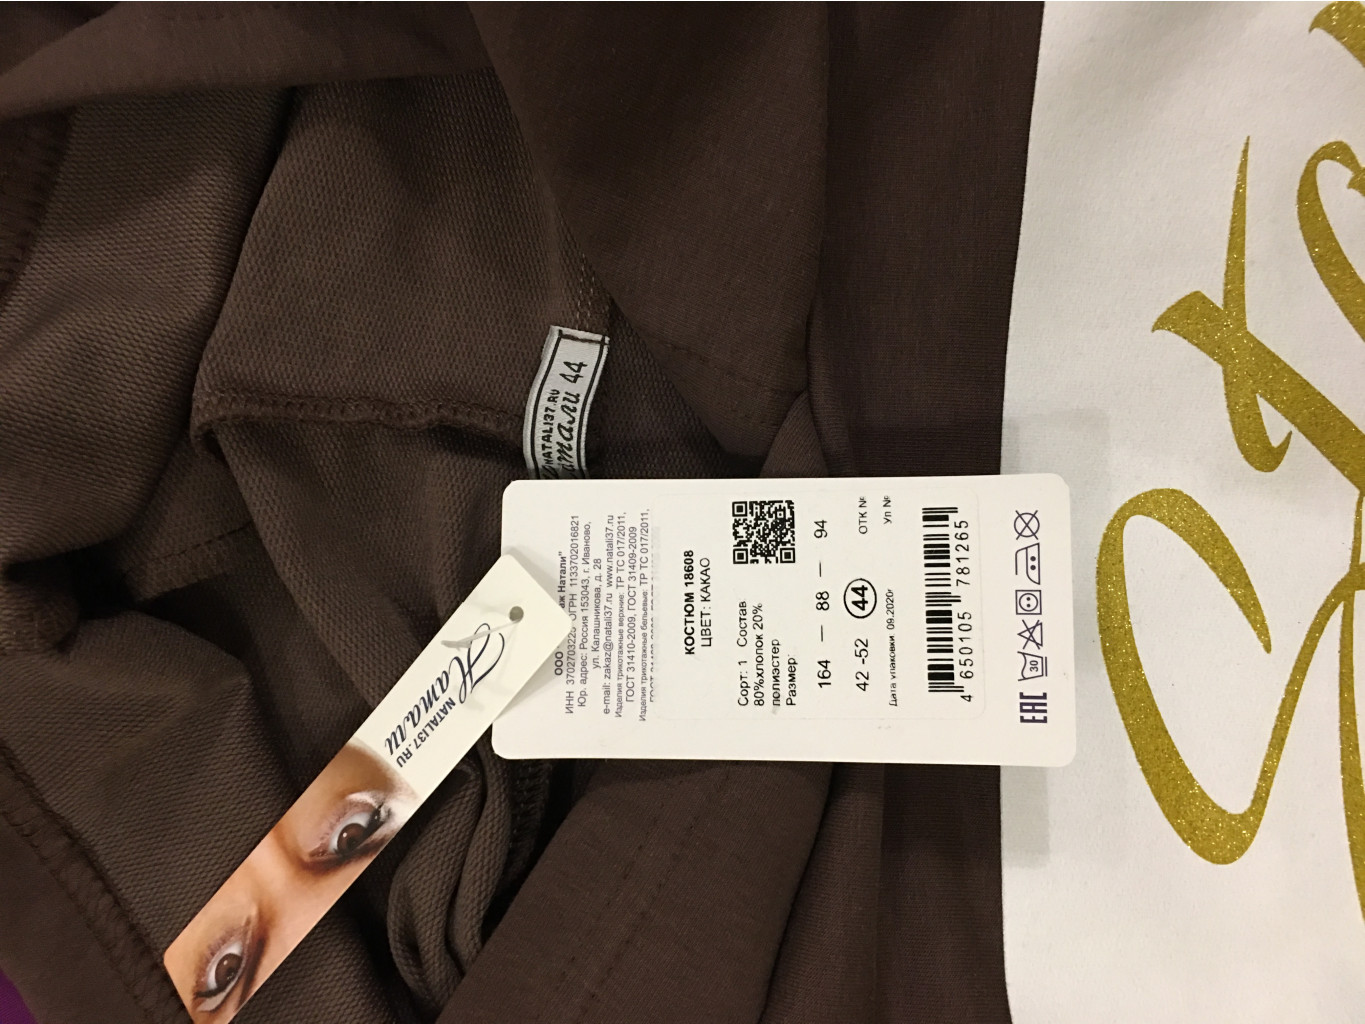 NATALI37.RU
44
Натали
NATALI37.RU
ООО аж Натали"
ИНН 3702703220 ОГРН 1133702016821
Юр. адрес: Россия 153043, г. Иваново,
ул. Калашникова, д. 28
e-mail: zakaz@natali37.ru www.natali37.ru
Изделия трикотажные верхние: ТР ТС 017/2011,
ГОСТ 31410-2009, ГОСТ 31409-2009
Изделия трикотажные бельевые: ТР ТС 017/2011,
КОСТЮМ 18608
ЦВЕТ: КАКАО
Сорт: 1 Состав
80%хлопок 20%
полиэстер
Размер:
164 — 88 — 94
42 -52 44 ОТК №
Дата упаковки 09.2020г Уп №
4 650105 781265
EAC 30